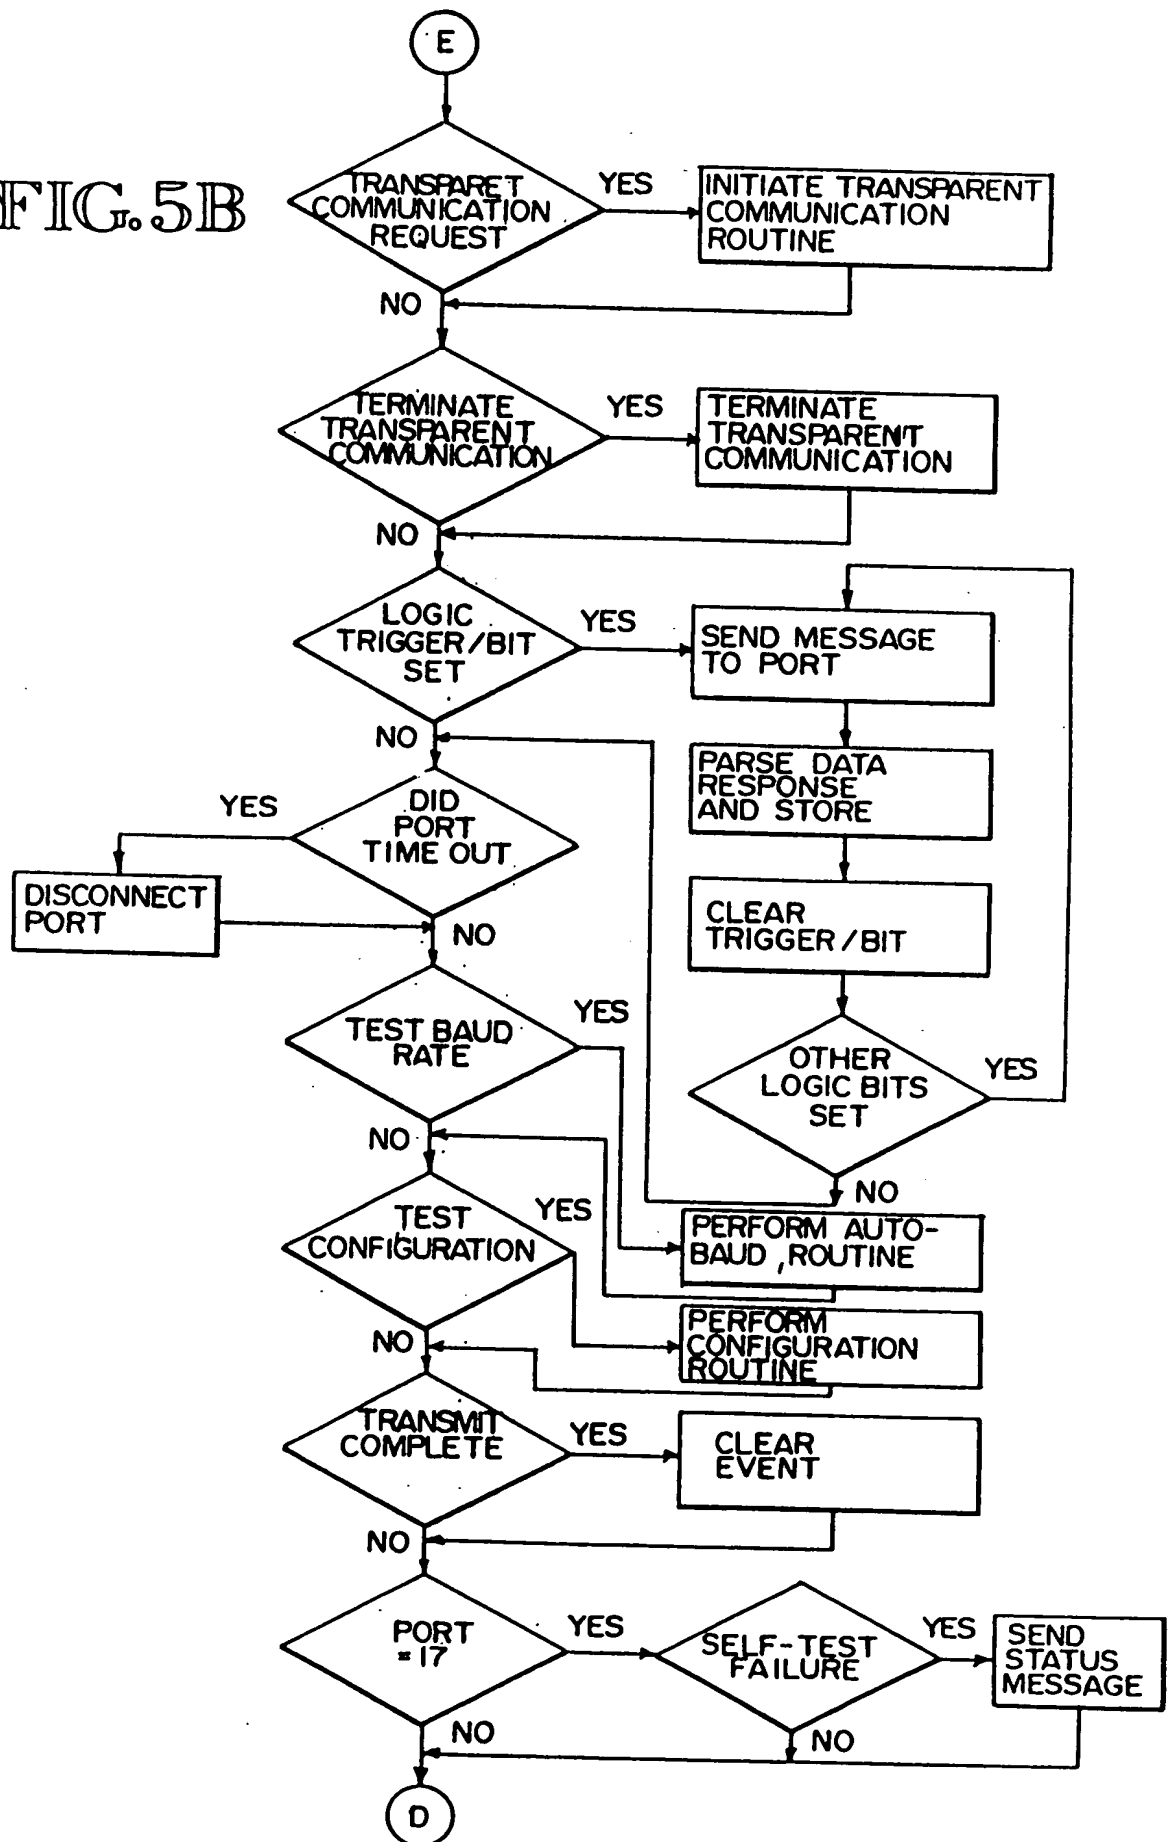 E
FIG. 5B
TRANSPARET
COMMUNICATION
REQUEST
YES
INITIATE TRANSPARENT
COMMUNICATION
ROUTINE
NO
TERMINATE
TRANSPARENT
COMMUNICATION
YES
TERMINATE
TRANSPARENT
COMMUNICATION
NO
LOGIC
TRIGGER/BIT
SET
YES
SEND MESSAGE
TO PORT
NO
PARSE DATA
RESPONSE
AND STORE
YES
DID
PORT
TIME OUT
DISCONNECT
PORT
NO
CLEAR
TRIGGER/BIT
TEST BAUD
RATE
YES
OTHER
LOGIC BITS
SET
YES
NO
NO
TEST
CONFIGURATION
YES
PERFORM AUTO-
BAUD, ROUTINE
NO
PERFORM
CONFIGURATION
ROUTINE
TRANSMIT
COMPLETE
YES
CLEAR
EVENT
NO
PORT
= 17
YES
SELF-TEST
FAILURE
YES
SEND
STATUS
MESSAGE
NO
NO
D